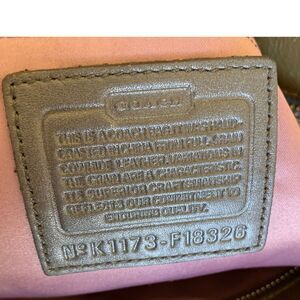 COACH
THIS IS A COACH BAG. IT WAS HAND
CRAFTED IN CHINA FROM FULL GRAIN
COWHIDE LEATHER. VARIATIONS IN
THE GRAIN ARE A CHARACTERISTIC.
ITS SUPERIOR CRAFTSMANSHIP
REFLECTS OUR COMMITMENT TO
ENDURING QUALITY.
Nº K1173-F18326